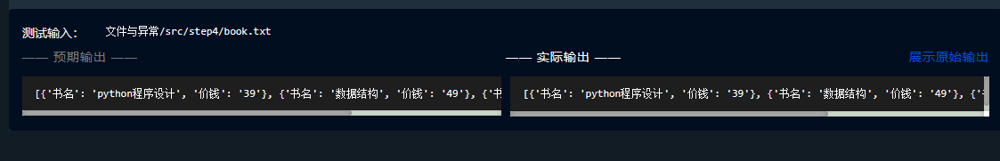 测试输入： 文件与异常/src/step4/book.txt
—— 预期输出 —— —— 实际输出 —— 展示原始输出
[{'书名': 'python程序设计', '价钱': '39'}, {'书名': '数据结构', '价钱': '49'}, {'
[{'书名': 'python程序设计', '价钱': '39'}, {'书名': '数据结构', '价钱': '49'}, {'